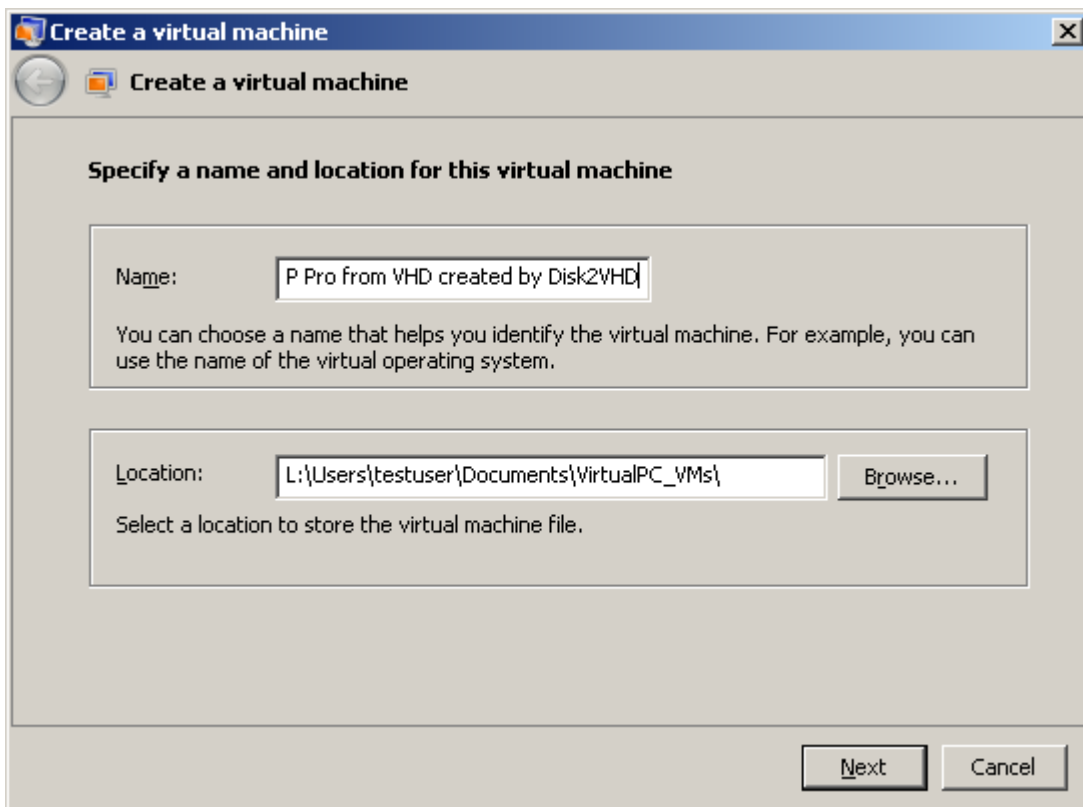 Create a virtual machine
Create a virtual machine
Specify a name and location for this virtual machine
Name:
P Pro from VHD created by Disk2VHD
You can choose a name that helps you identify the virtual machine. For example, you can
use the name of the virtual operating system.
Location:
L:\Users\testuser\Documents\VirtualPC_VMs\
Browse...
Select a location to store the virtual machine file.
Next
Cancel